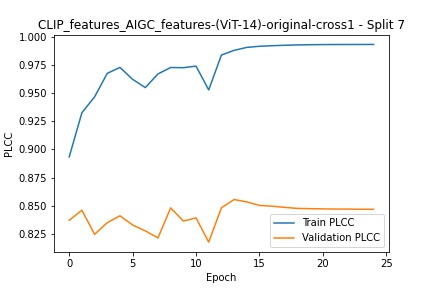 CLIP_features_AIGC_features-(ViT-14)-original-cross1 - Split 7
1.000
0.975
0.950
0.925
0.900
0.875
0.850
0.825
PLCC
Train PLCC
Validation PLCC
0 5 10 15 20 25
Epoch